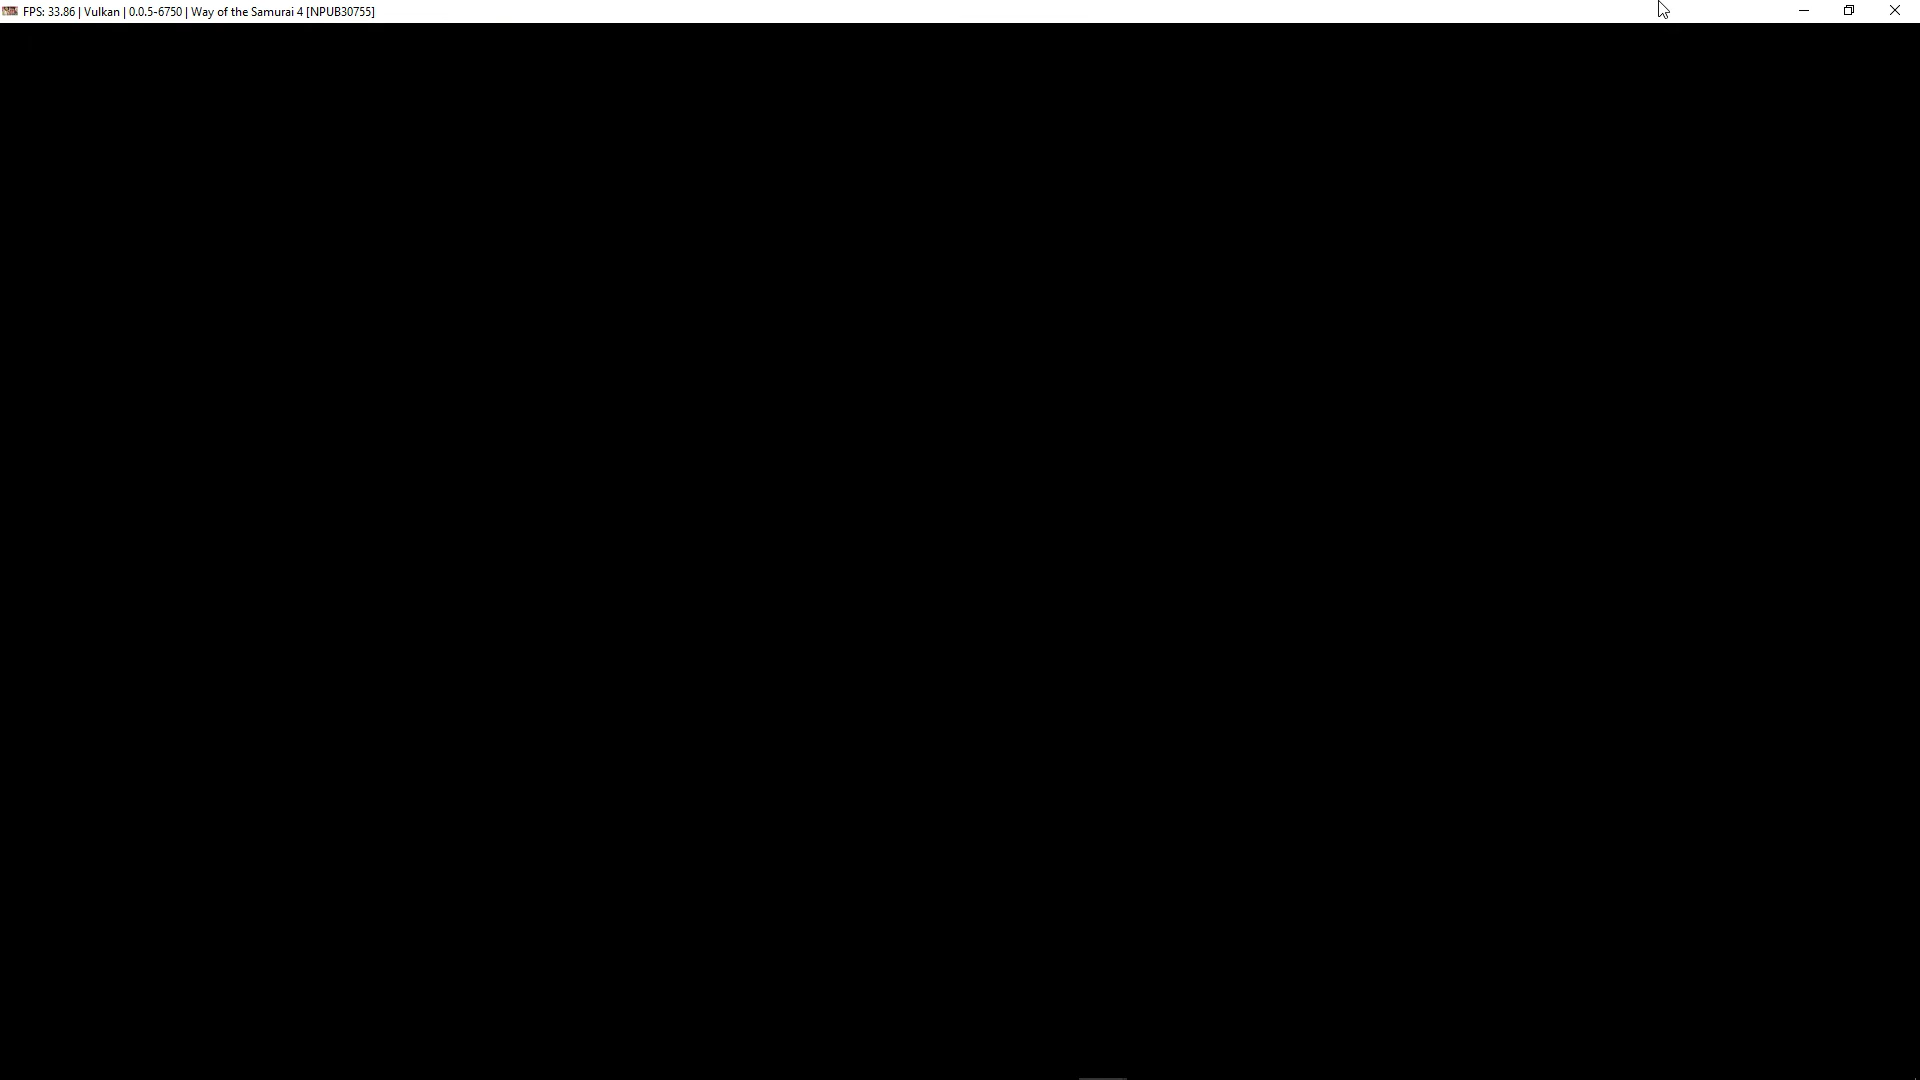 FPS: 33.86 | Vulkan | 0.0.5-6750 | Way of the Samurai 4 [NPUB30755]